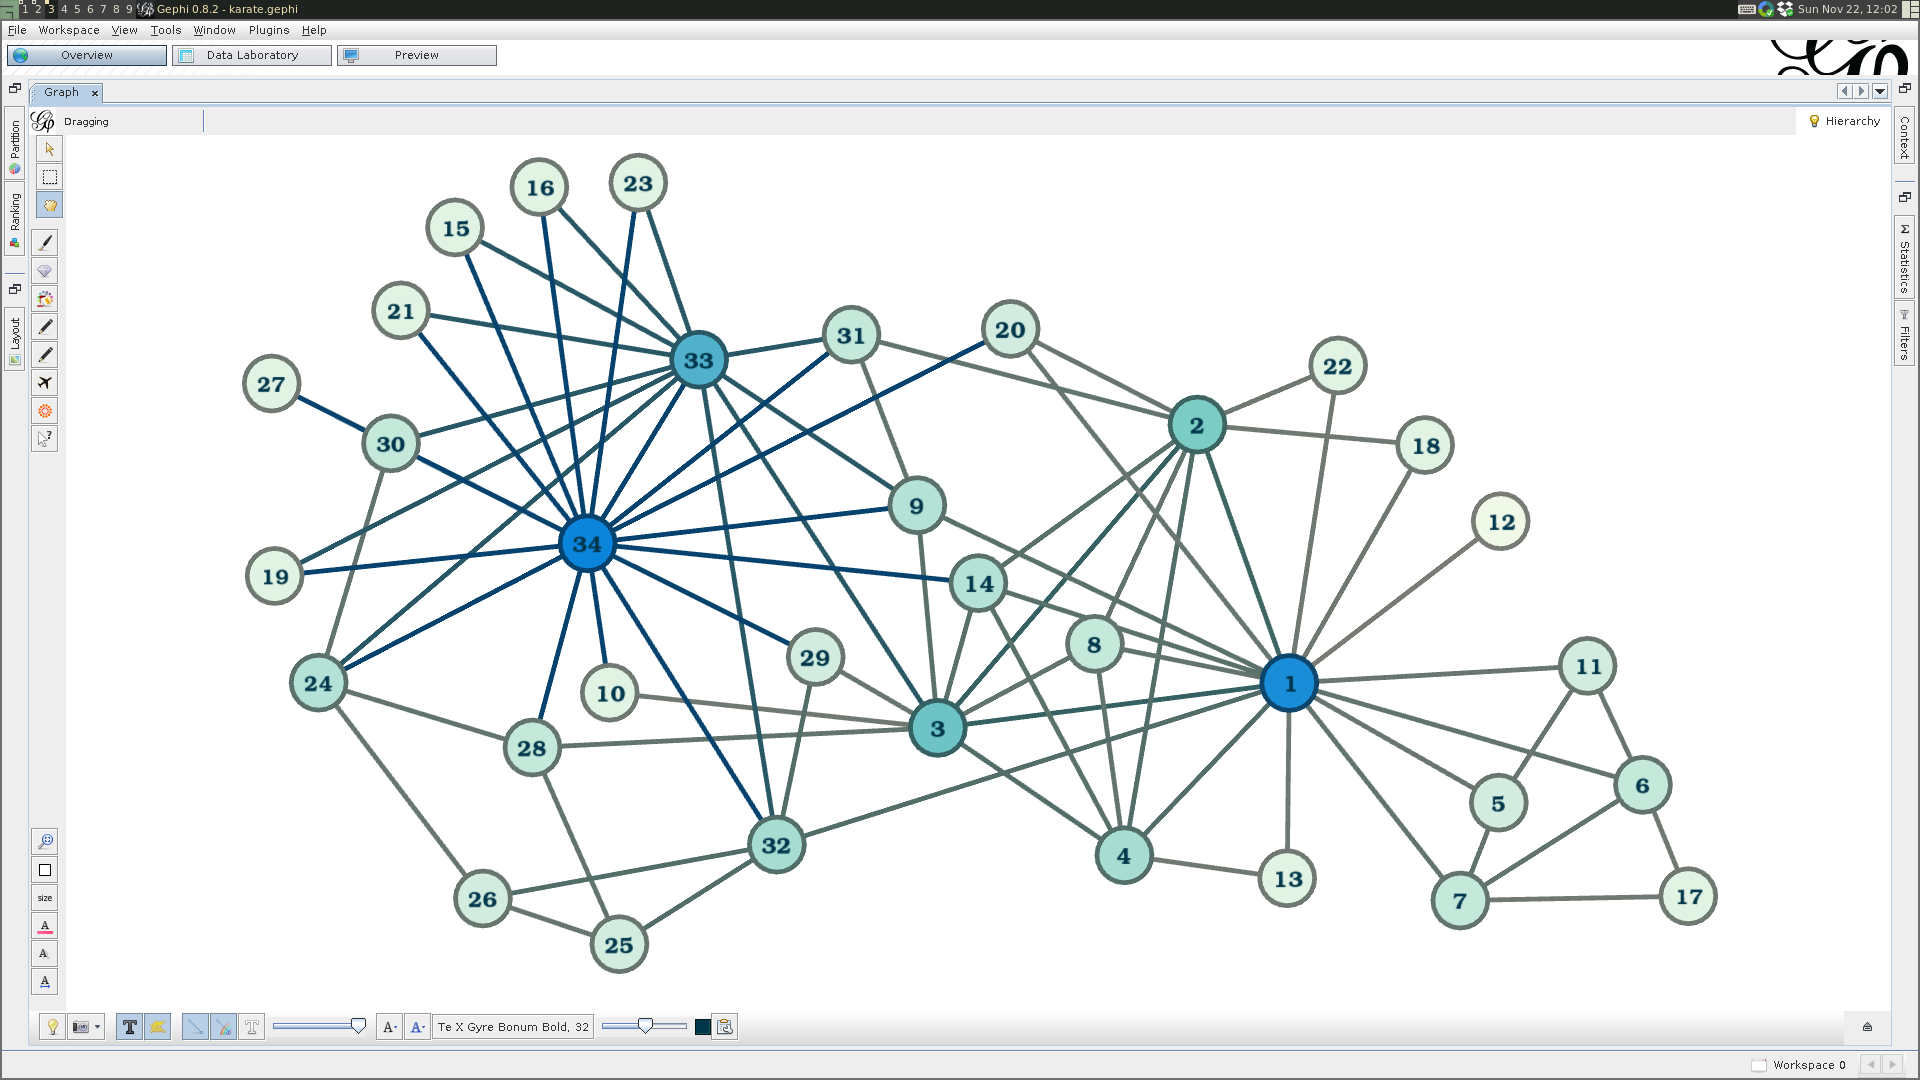 1 2 3 4 5 6 7 8 9 Gephi 0.8.2 - karate.gephi Sun Nov 22, 12:02
File Workspace View Tools Window Plugins Help
Overview Data Laboratory Preview
Graph
Dragging Hierarchy
Partition
Ranking
Layout
Context
Σ Statistics
Filters
16 23
15
21 33 31 20
27 22
30 2 18
9 12
34
19 14
29 8 11
24 10 1
28 3
6
5
32 4
26 13 7 17
25
size
A
A
A
T T A A Te X Gyre Bonum Bold, 32
Workspace 0